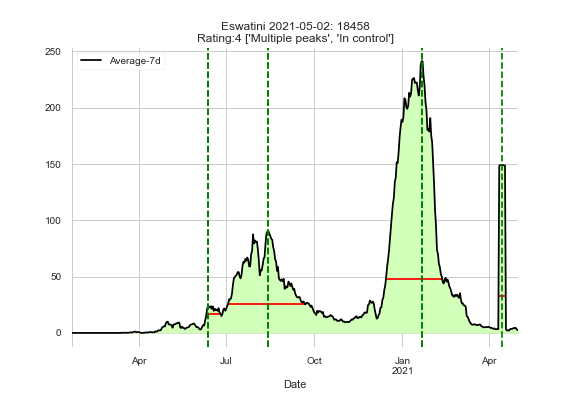 Eswatini 2021-05-02: 18458
Rating:4 ['Multiple peaks', 'In control']
Average-7d
250
200
150
100
50
0
Apr Jul Oct Jan Apr
2021
Date